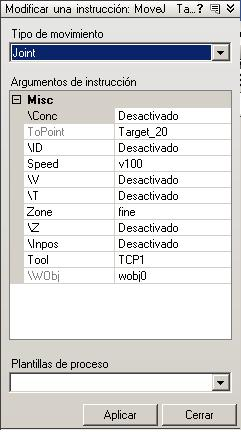 Modificar una instrucción: MoveJ Ta...?
Tipo de movimiento
Joint
Argumentos de instrucción
Misc
\Conc Desactivado
ToPoint Target_20
\ID Desactivado
Speed v100
\V Desactivado
\T Desactivado
Zone fine
\Z Desactivado
\Inpos Desactivado
Tool TCP1
\WObj wobj0
Plantillas de proceso
Aplicar Cerrar